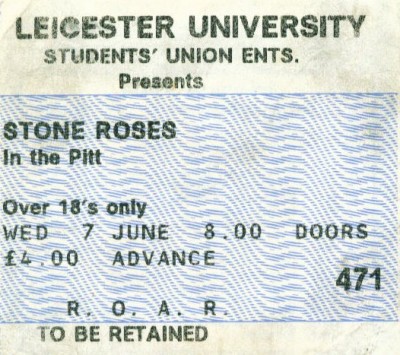 LEICESTER UNIVERSITY
STUDENTS' UNION ENTS.
Presents
STONE ROSES
In the Pitt
Over 18's only
WED 7 JUNE 8.00 DOORS
£4.00 ADVANCE
471
R. O. A. R.
TO BE RETAINED